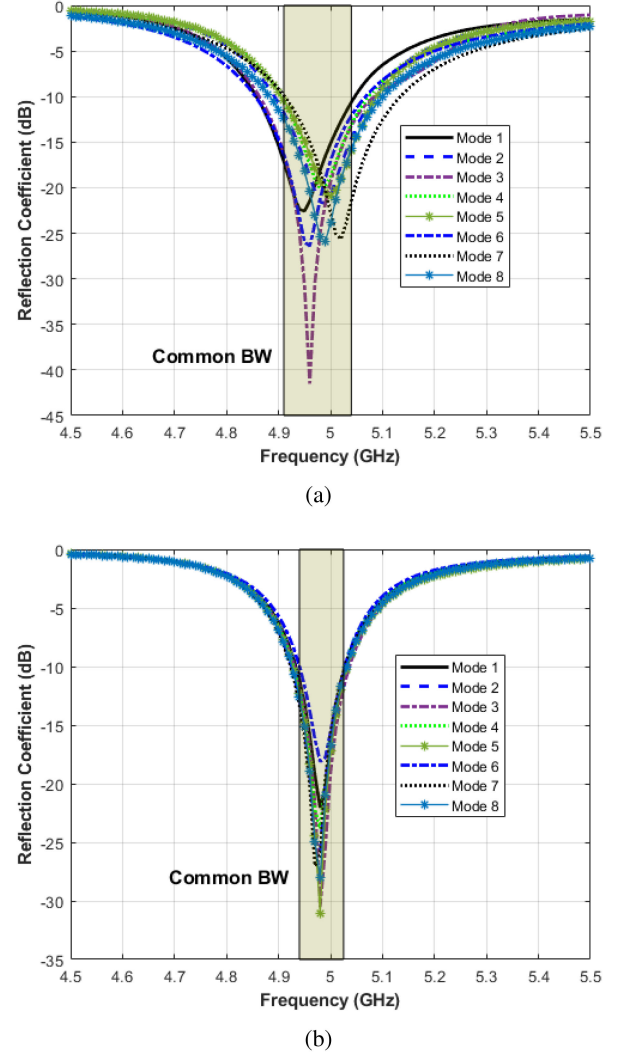 0
-5
-10
-15
-20
-25
-30
-35
-40
-45
Reflection Coefficient (dB)
Mode 1
Mode 2
Mode 3
Mode 4
Mode 5
Mode 6
Mode 7
Mode 8
Common BW
4.5 4.6 4.7 4.8 4.9 5 5.1 5.2 5.3 5.4 5.5
Frequency (GHz)
(a)
0
-5
-10
-15
-20
-25
-30
-35
Reflection Coefficient (dB)
Mode 1
Mode 2
Mode 3
Mode 4
Mode 5
Mode 6
Mode 7
Mode 8
Common BW
4.5 4.6 4.7 4.8 4.9 5 5.1 5.2 5.3 5.4 5.5
Frequency (GHz)
(b)